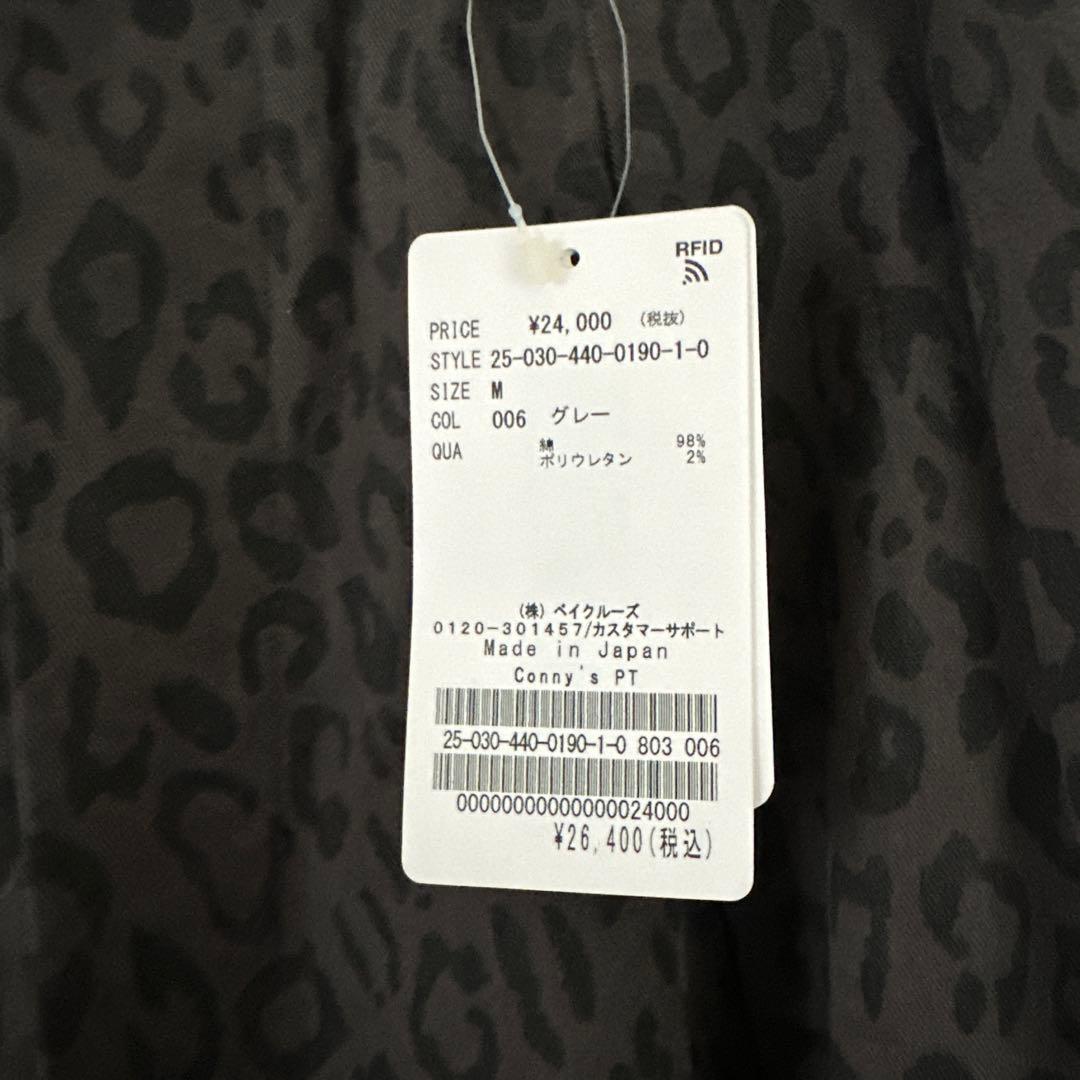 RFID
PRICE ¥24,000 (税抜)
STYLE 25-030-440-0190-1-0
SIZE M
COL 006 グレー
QUA 綿 98%
ポリウレタン 2%
(株) ベイクルーズ
0120-301457/カスタマーサポート
Made in Japan
Conny's PT
25-030-440-0190-1-0 803 006
0000000000000024000
¥26,400(税込)